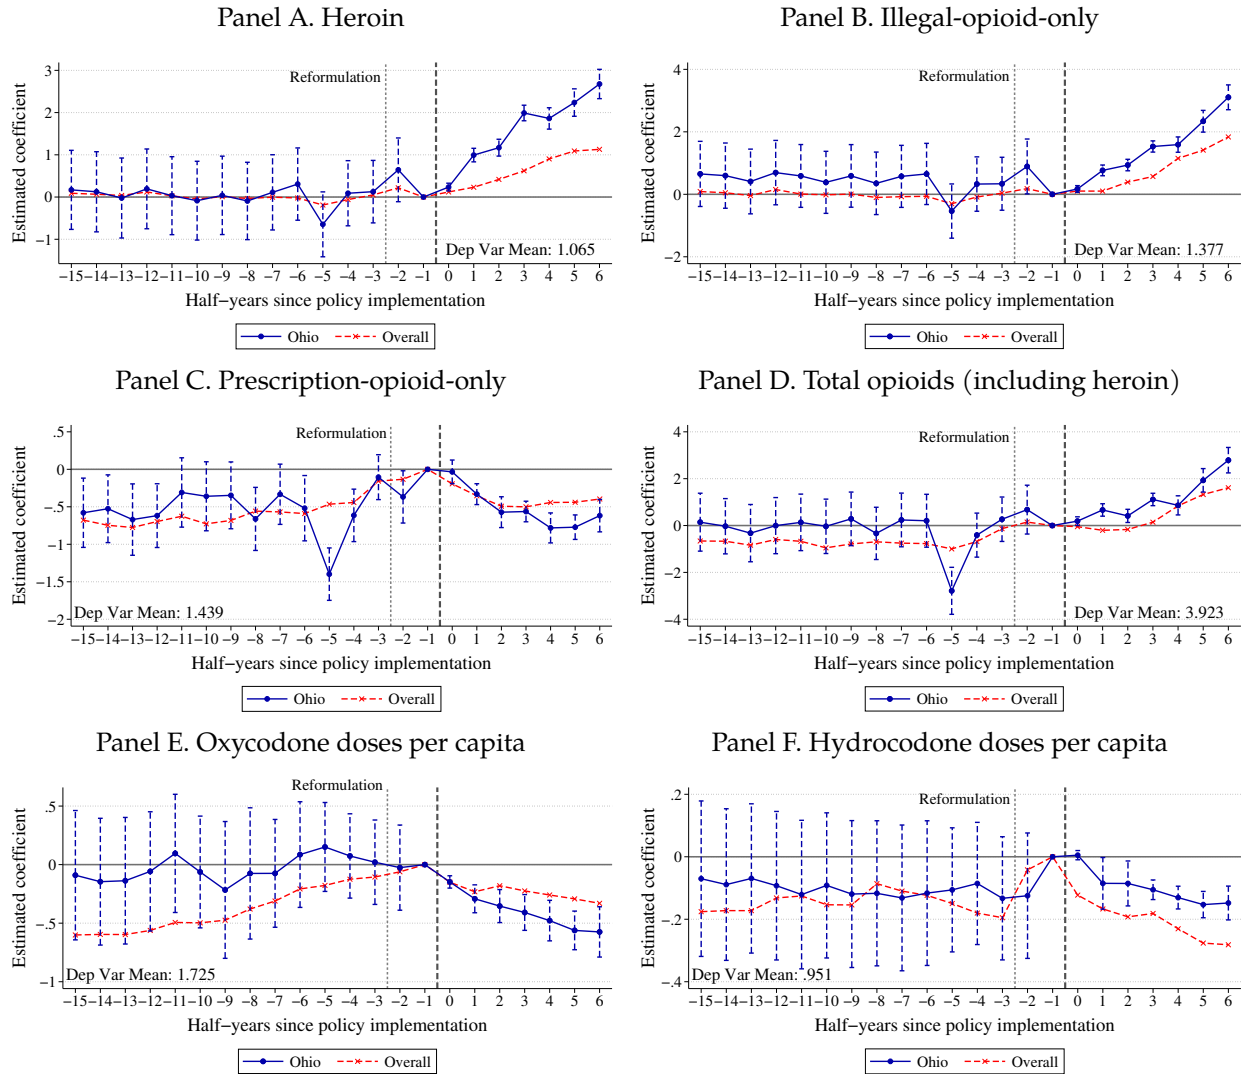 Panel A. Heroin
Estimated coefficient
3
2
1
0
−1
Reformulation
Dep Var Mean: 1.065
−15 −14 −13 −12 −11 −10 −9 −8 −7 −6 −5 −4 −3 −2 −1 0 1 2 3 4 5 6
Half−years since policy implementation
Ohio Overall
Panel B. Illegal-opioid-only
Estimated coefficient
4
2
0
−2
Reformulation
Dep Var Mean: 1.377
−15 −14 −13 −12 −11 −10 −9 −8 −7 −6 −5 −4 −3 −2 −1 0 1 2 3 4 5 6
Half−years since policy implementation
Ohio Overall
Panel C. Prescription-opioid-only
Estimated coefficient
.5
0
−.5
−1
−1.5
−2
Reformulation
Dep Var Mean: 1.439
−15 −14 −13 −12 −11 −10 −9 −8 −7 −6 −5 −4 −3 −2 −1 0 1 2 3 4 5 6
Half−years since policy implementation
Ohio Overall
Panel D. Total opioids (including heroin)
Estimated coefficient
4
2
0
−2
−4
Reformulation
Dep Var Mean: 3.923
−15 −14 −13 −12 −11 −10 −9 −8 −7 −6 −5 −4 −3 −2 −1 0 1 2 3 4 5 6
Half−years since policy implementation
Ohio Overall
Panel E. Oxycodone doses per capita
Estimated coefficient
.5
0
−.5
−1
Reformulation
Dep Var Mean: 1.725
−15 −14 −13 −12 −11 −10 −9 −8 −7 −6 −5 −4 −3 −2 −1 0 1 2 3 4 5 6
Half−years since policy implementation
Ohio Overall
Panel F. Hydrocodone doses per capita
Estimated coefficient
.2
0
−.2
−.4
Reformulation
Dep Var Mean: .951
−15 −14 −13 −12 −11 −10 −9 −8 −7 −6 −5 −4 −3 −2 −1 0 1 2 3 4 5 6
Half−years since policy implementation
Ohio Overall